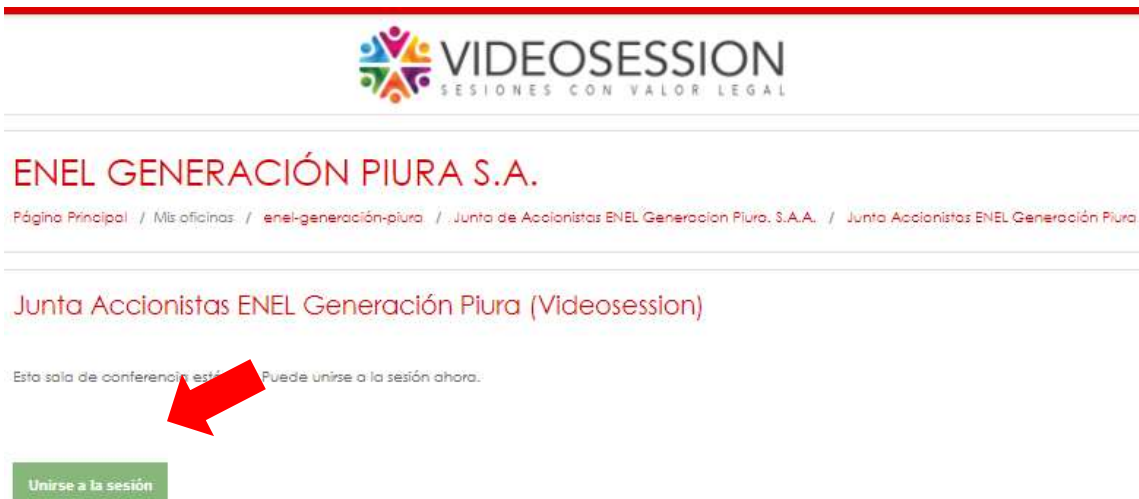 VIDEOSESSION
SESIONES CON VALOR LEGAL
ENEL GENERACIÓN PIURA S.A.
Página Principal / Mis oficinas / enel-generación-piura / Junta de Accionistas ENEL Generacion Piura. S.A.A. / Junta Accionistas ENEL Generación Piura
Junta Accionistas ENEL Generación Piura (Videosession)
Esta sala de conferencia Puede unirse a la sesión ahora.
Unirse a la sesión